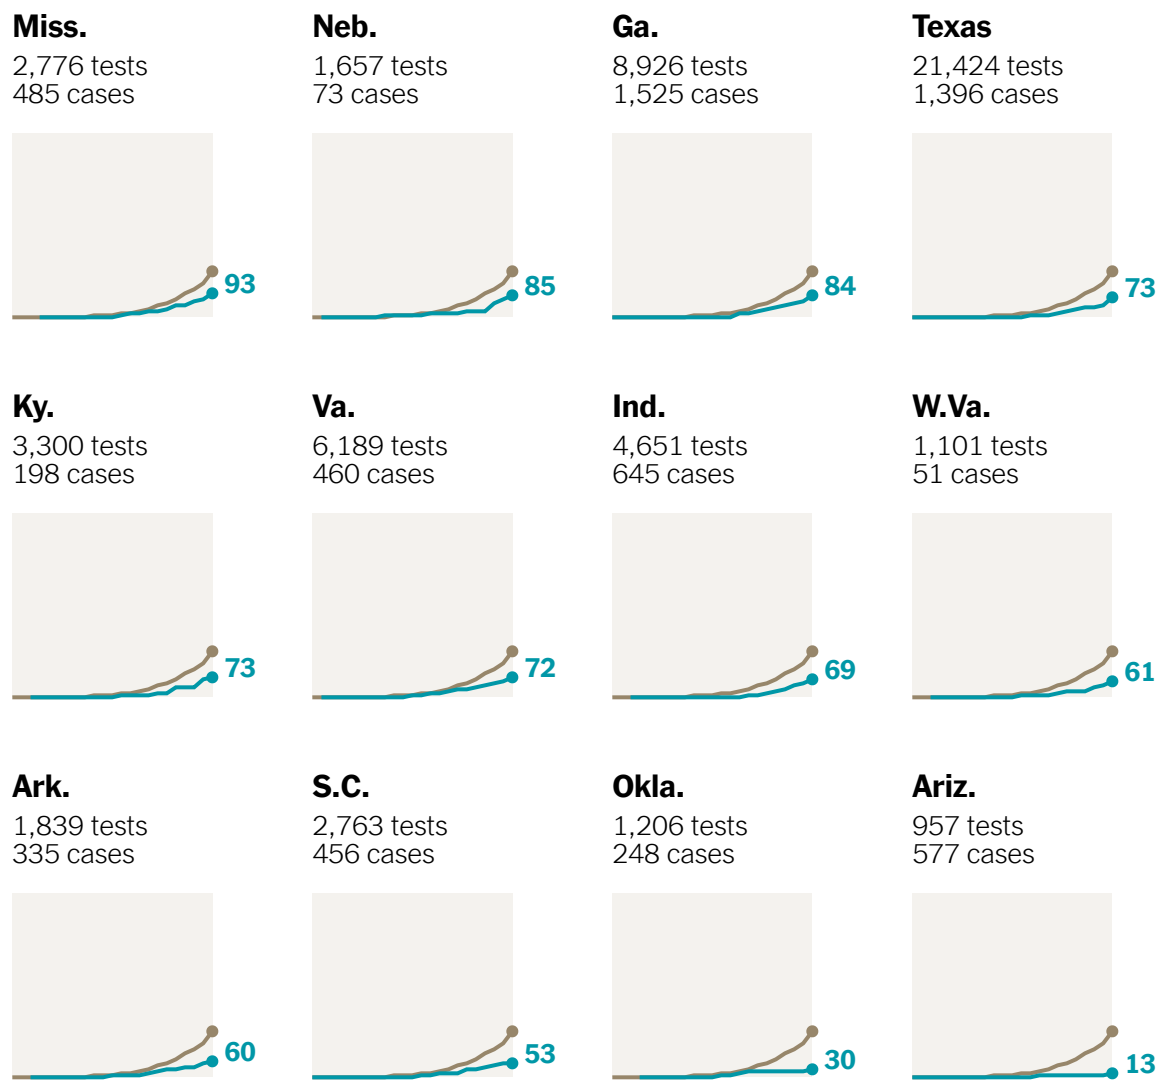 Miss.
2,776 tests
485 cases
93
Neb.
1,657 tests
73 cases
85
Ga.
8,926 tests
1,525 cases
84
Texas
21,424 tests
1,396 cases
73
Ky.
3,300 tests
198 cases
73
Va.
6,189 tests
460 cases
72
Ind.
4,651 tests
645 cases
69
W.Va.
1,101 tests
51 cases
61
Ark.
1,839 tests
335 cases
60
S.C.
2,763 tests
456 cases
53
Okla.
1,206 tests
248 cases
30
Ariz.
957 tests
577 cases
13